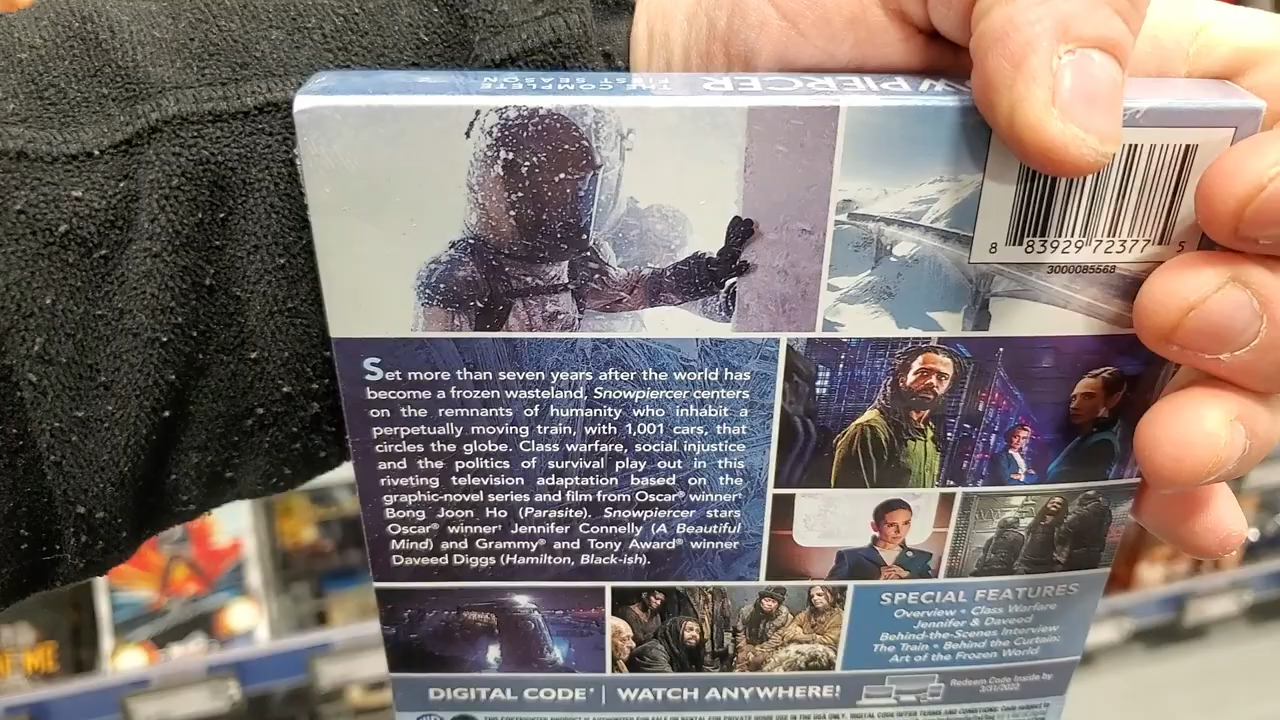 THE COMPLETE
FIRST SEASON
WPIERCER
8 83929 72377 5
3000085568
Set more than seven years after the world has
become a frozen wasteland, Snowpiercer centers
on the remnants of humanity who inhabit a
perpetually moving train, with 1,001 cars, that
circles the globe. Class warfare, social injustice
and the politics of survival play out in this
riveting television adaptation based on the
graphic-novel series and film from Oscar® winner†
Bong Joon Ho (Parasite). Snowpiercer stars
Oscar® winner† Jennifer Connelly (A Beautiful
Mind) and Grammy® and Tony Award® winner
Daveed Diggs (Hamilton, Black-ish).
SPECIAL FEATURES
Overview • Class Warfare
Jennifer & Daveed
Behind-the-Scenes Interview
The Train • Behind the Curtain:
Art of the Frozen World
DIGITAL CODE* | WATCH ANYWHERE!
Redeem Code Inside by
3/31/2022
ME